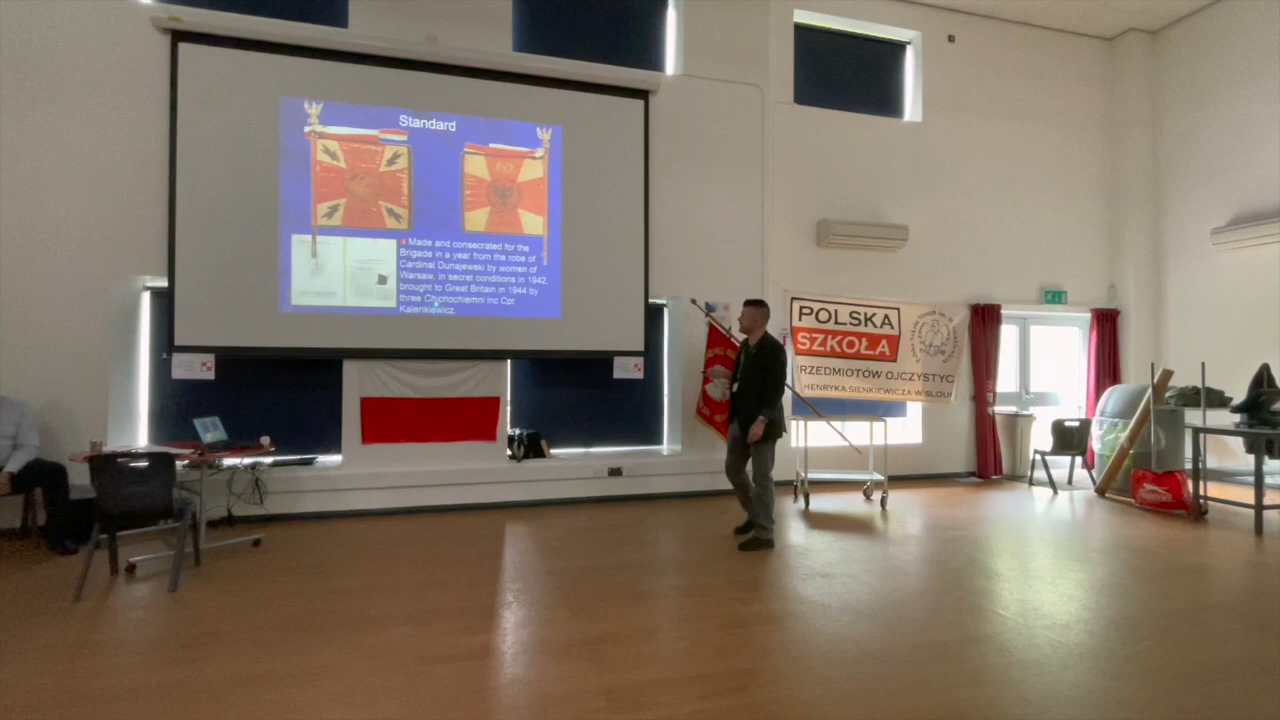 Standard
Made and consecrated for the
Brigade in a year from the robe of
Cardinal Dunajewski by women of
Warsaw, in secret conditions in 1942,
brought to Great Britain in 1944 by
three Chichochiemni inc Cpt
Kalenkiewicz.
POLSKA
SZKOŁA
RZEDMIOTÓW OJCZYSTYC
HENRYKA SIENKIEWICZA W SLOU